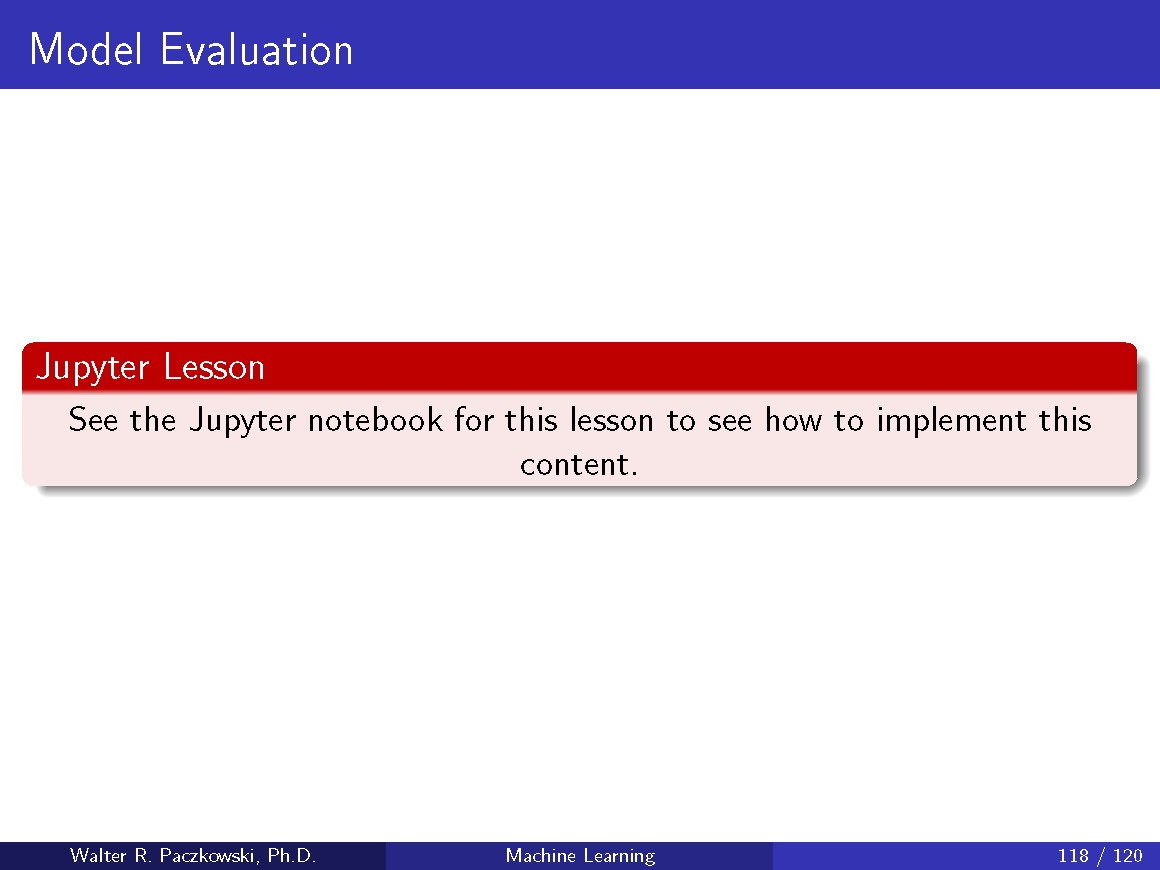 Model Evaluation
Jupyter Lesson
See the Jupyter notebook for this lesson to see how to implement this
content.
Walter R. Paczkowski, Ph.D.
Machine Learning
118 / 120